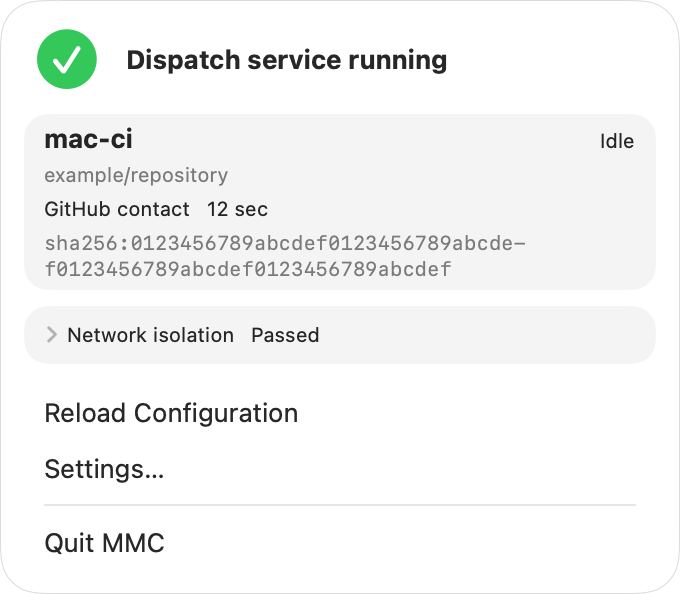 Dispatch service running
mac-ci Idle
example/repository
GitHub contact 12 sec
sha256:0123456789abcdef0123456789abcde-
f0123456789abcdef0123456789abcdef
Network isolation Passed
Reload Configuration
Settings...
Quit MMC